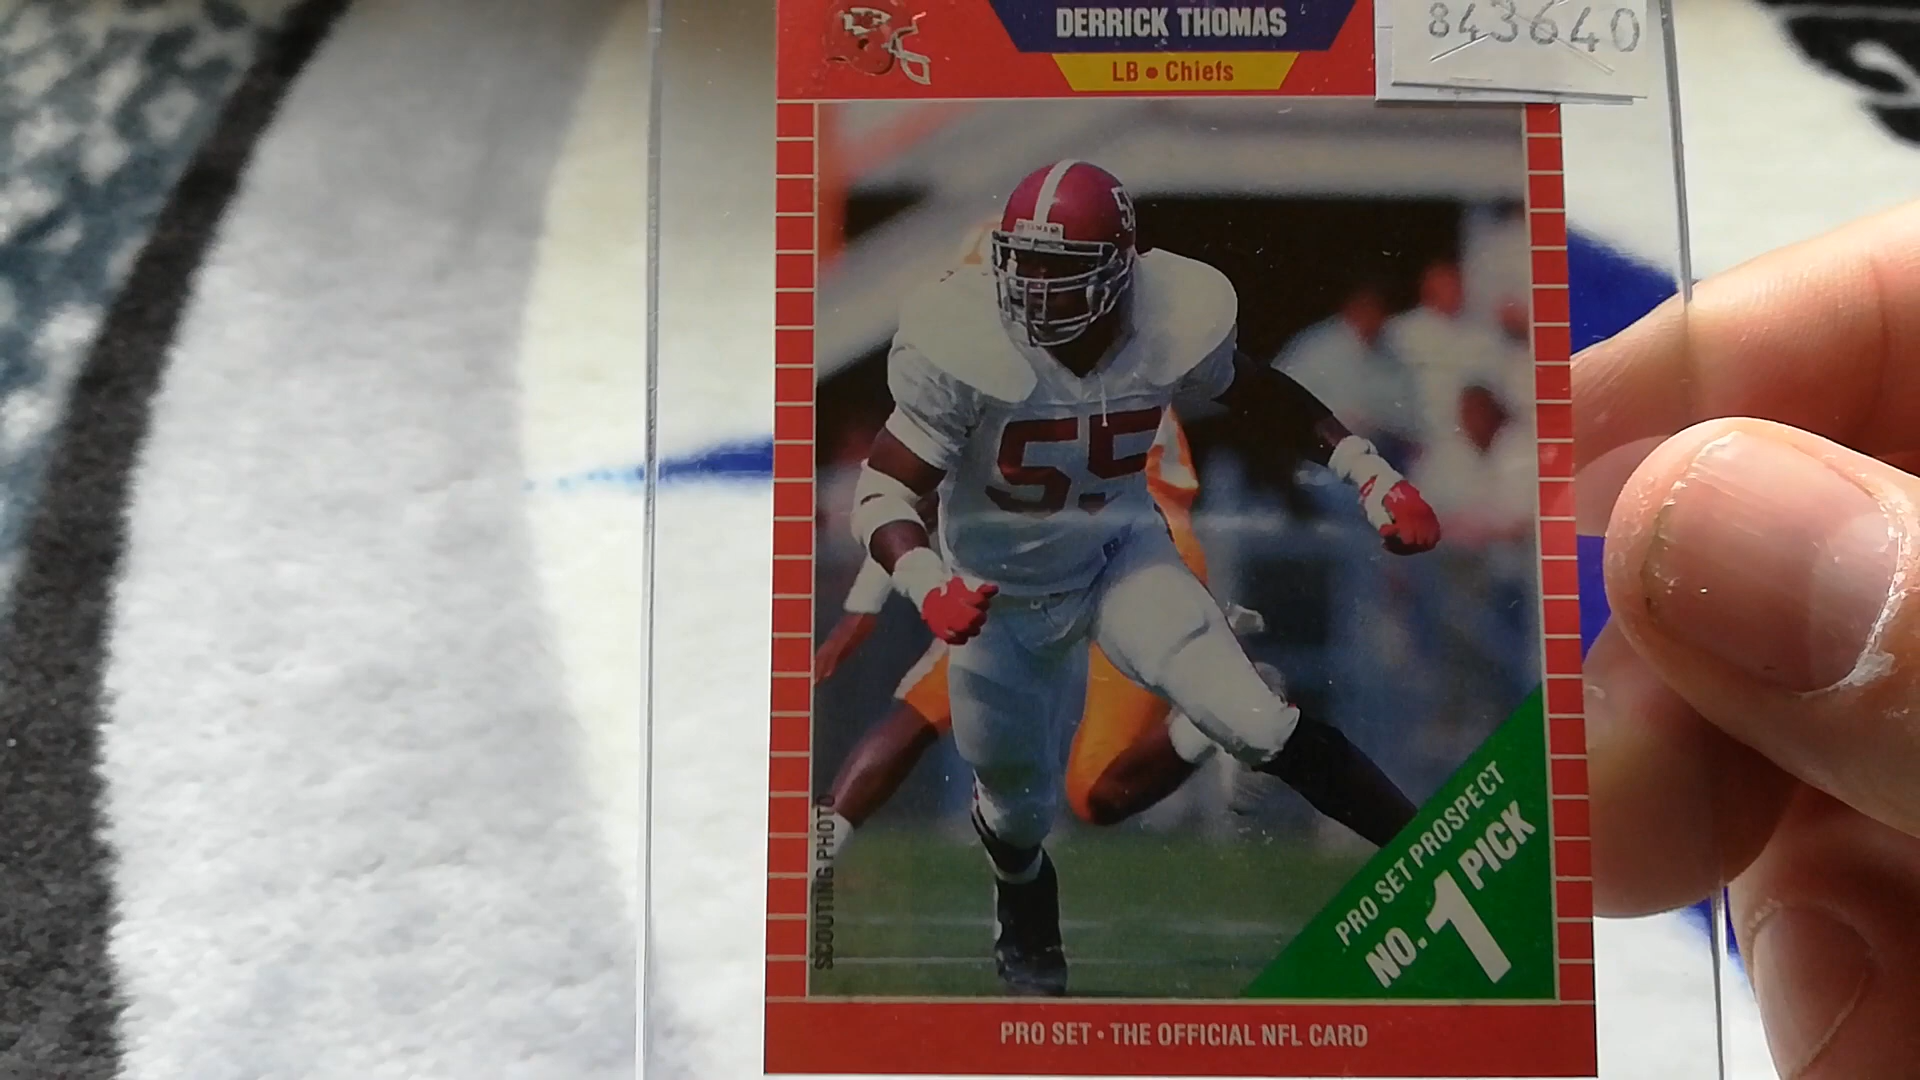 DERRICK THOMAS
843640
LB • Chiefs
55
SCOUTING PHOTO
PRO SET PROSPECT
NO. 1 PICK
PRO SET • THE OFFICIAL NFL CARD